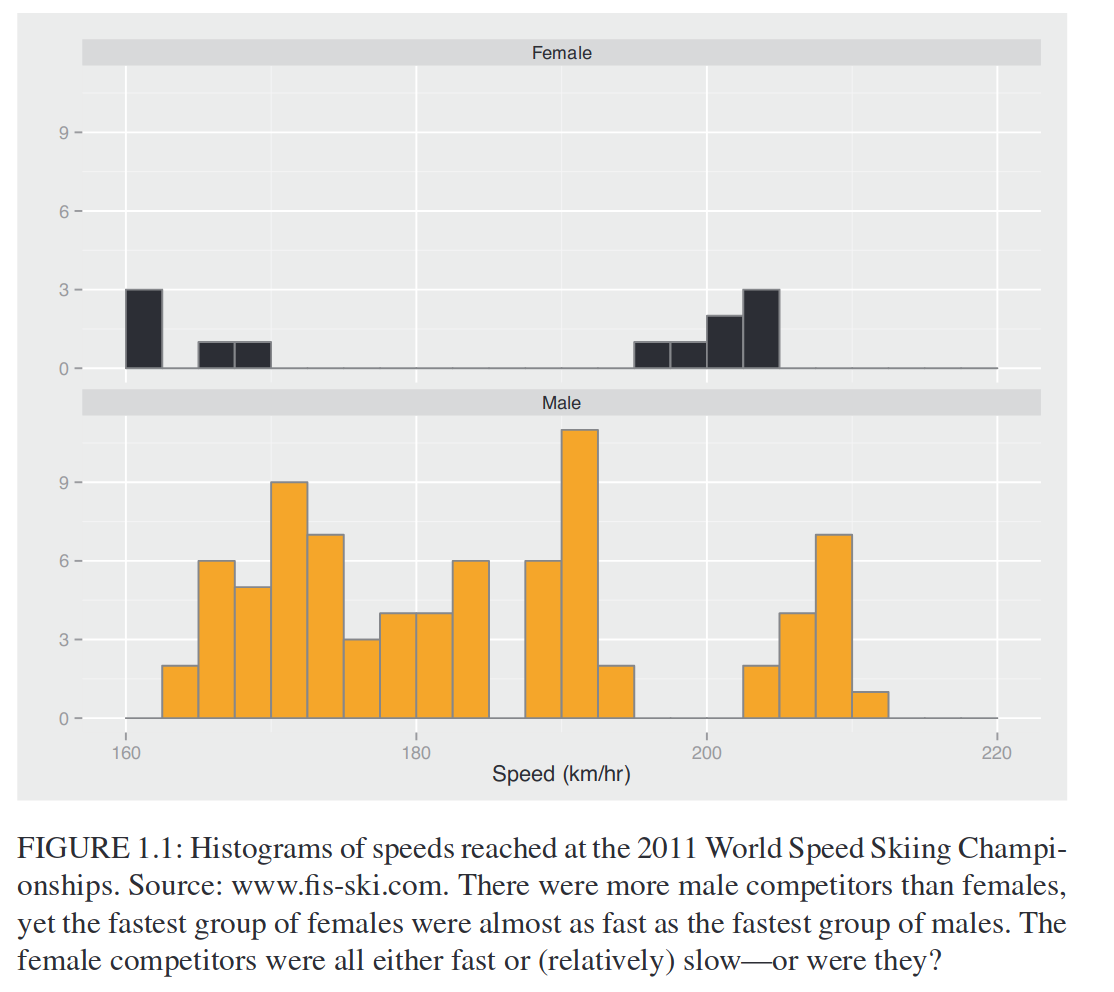 Female
9
6
3
0
Male
9
6
3
0
160 180 200 220
Speed (km/hr)
FIGURE 1.1: Histograms of speeds reached at the 2011 World Speed Skiing Champi-
onships. Source: www.fis-ski.com. There were more male competitors than females,
yet the fastest group of females were almost as fast as the fastest group of males. The
female competitors were all either fast or (relatively) slow—or were they?